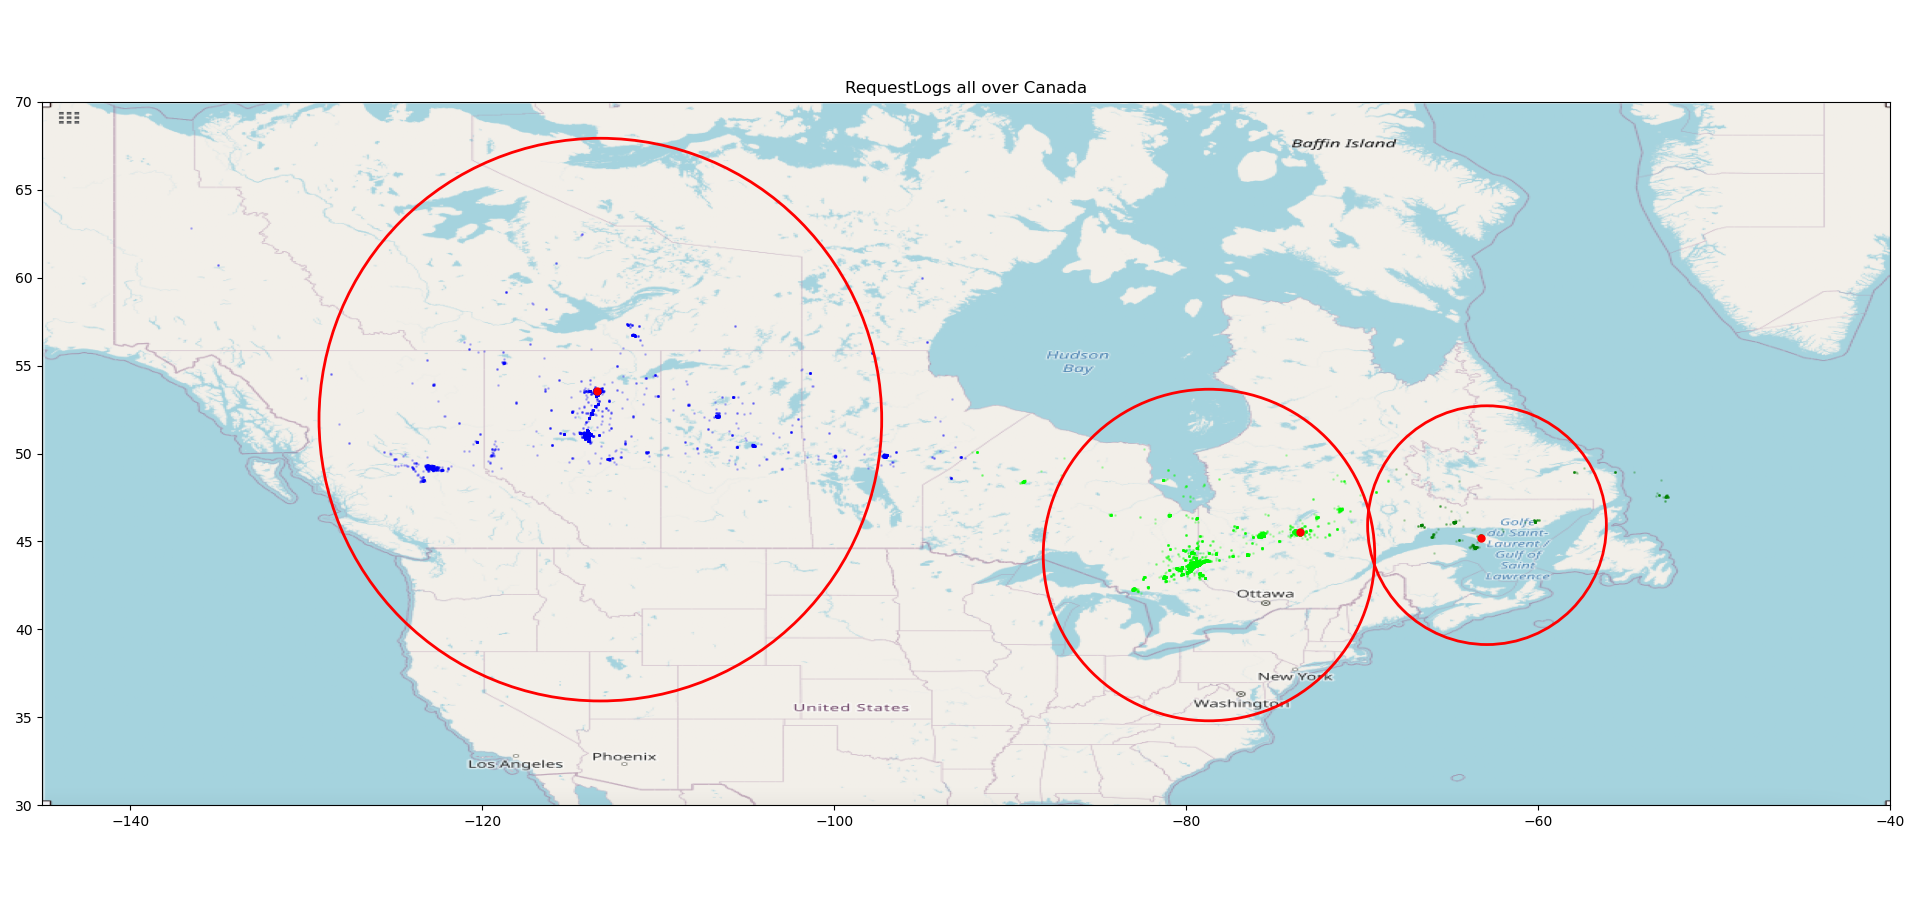 RequestLogs all over Canada
70
65
60
55
50
45
40
35
30
−140
−120
−100
−80
−60
−40
Baffin Island
Hudson
Bay
Golfe
du Saint-
Laurent /
Gulf of
Saint
Lawrence
Ottawa
New York
Washington
United States
Phoenix
Los Angeles